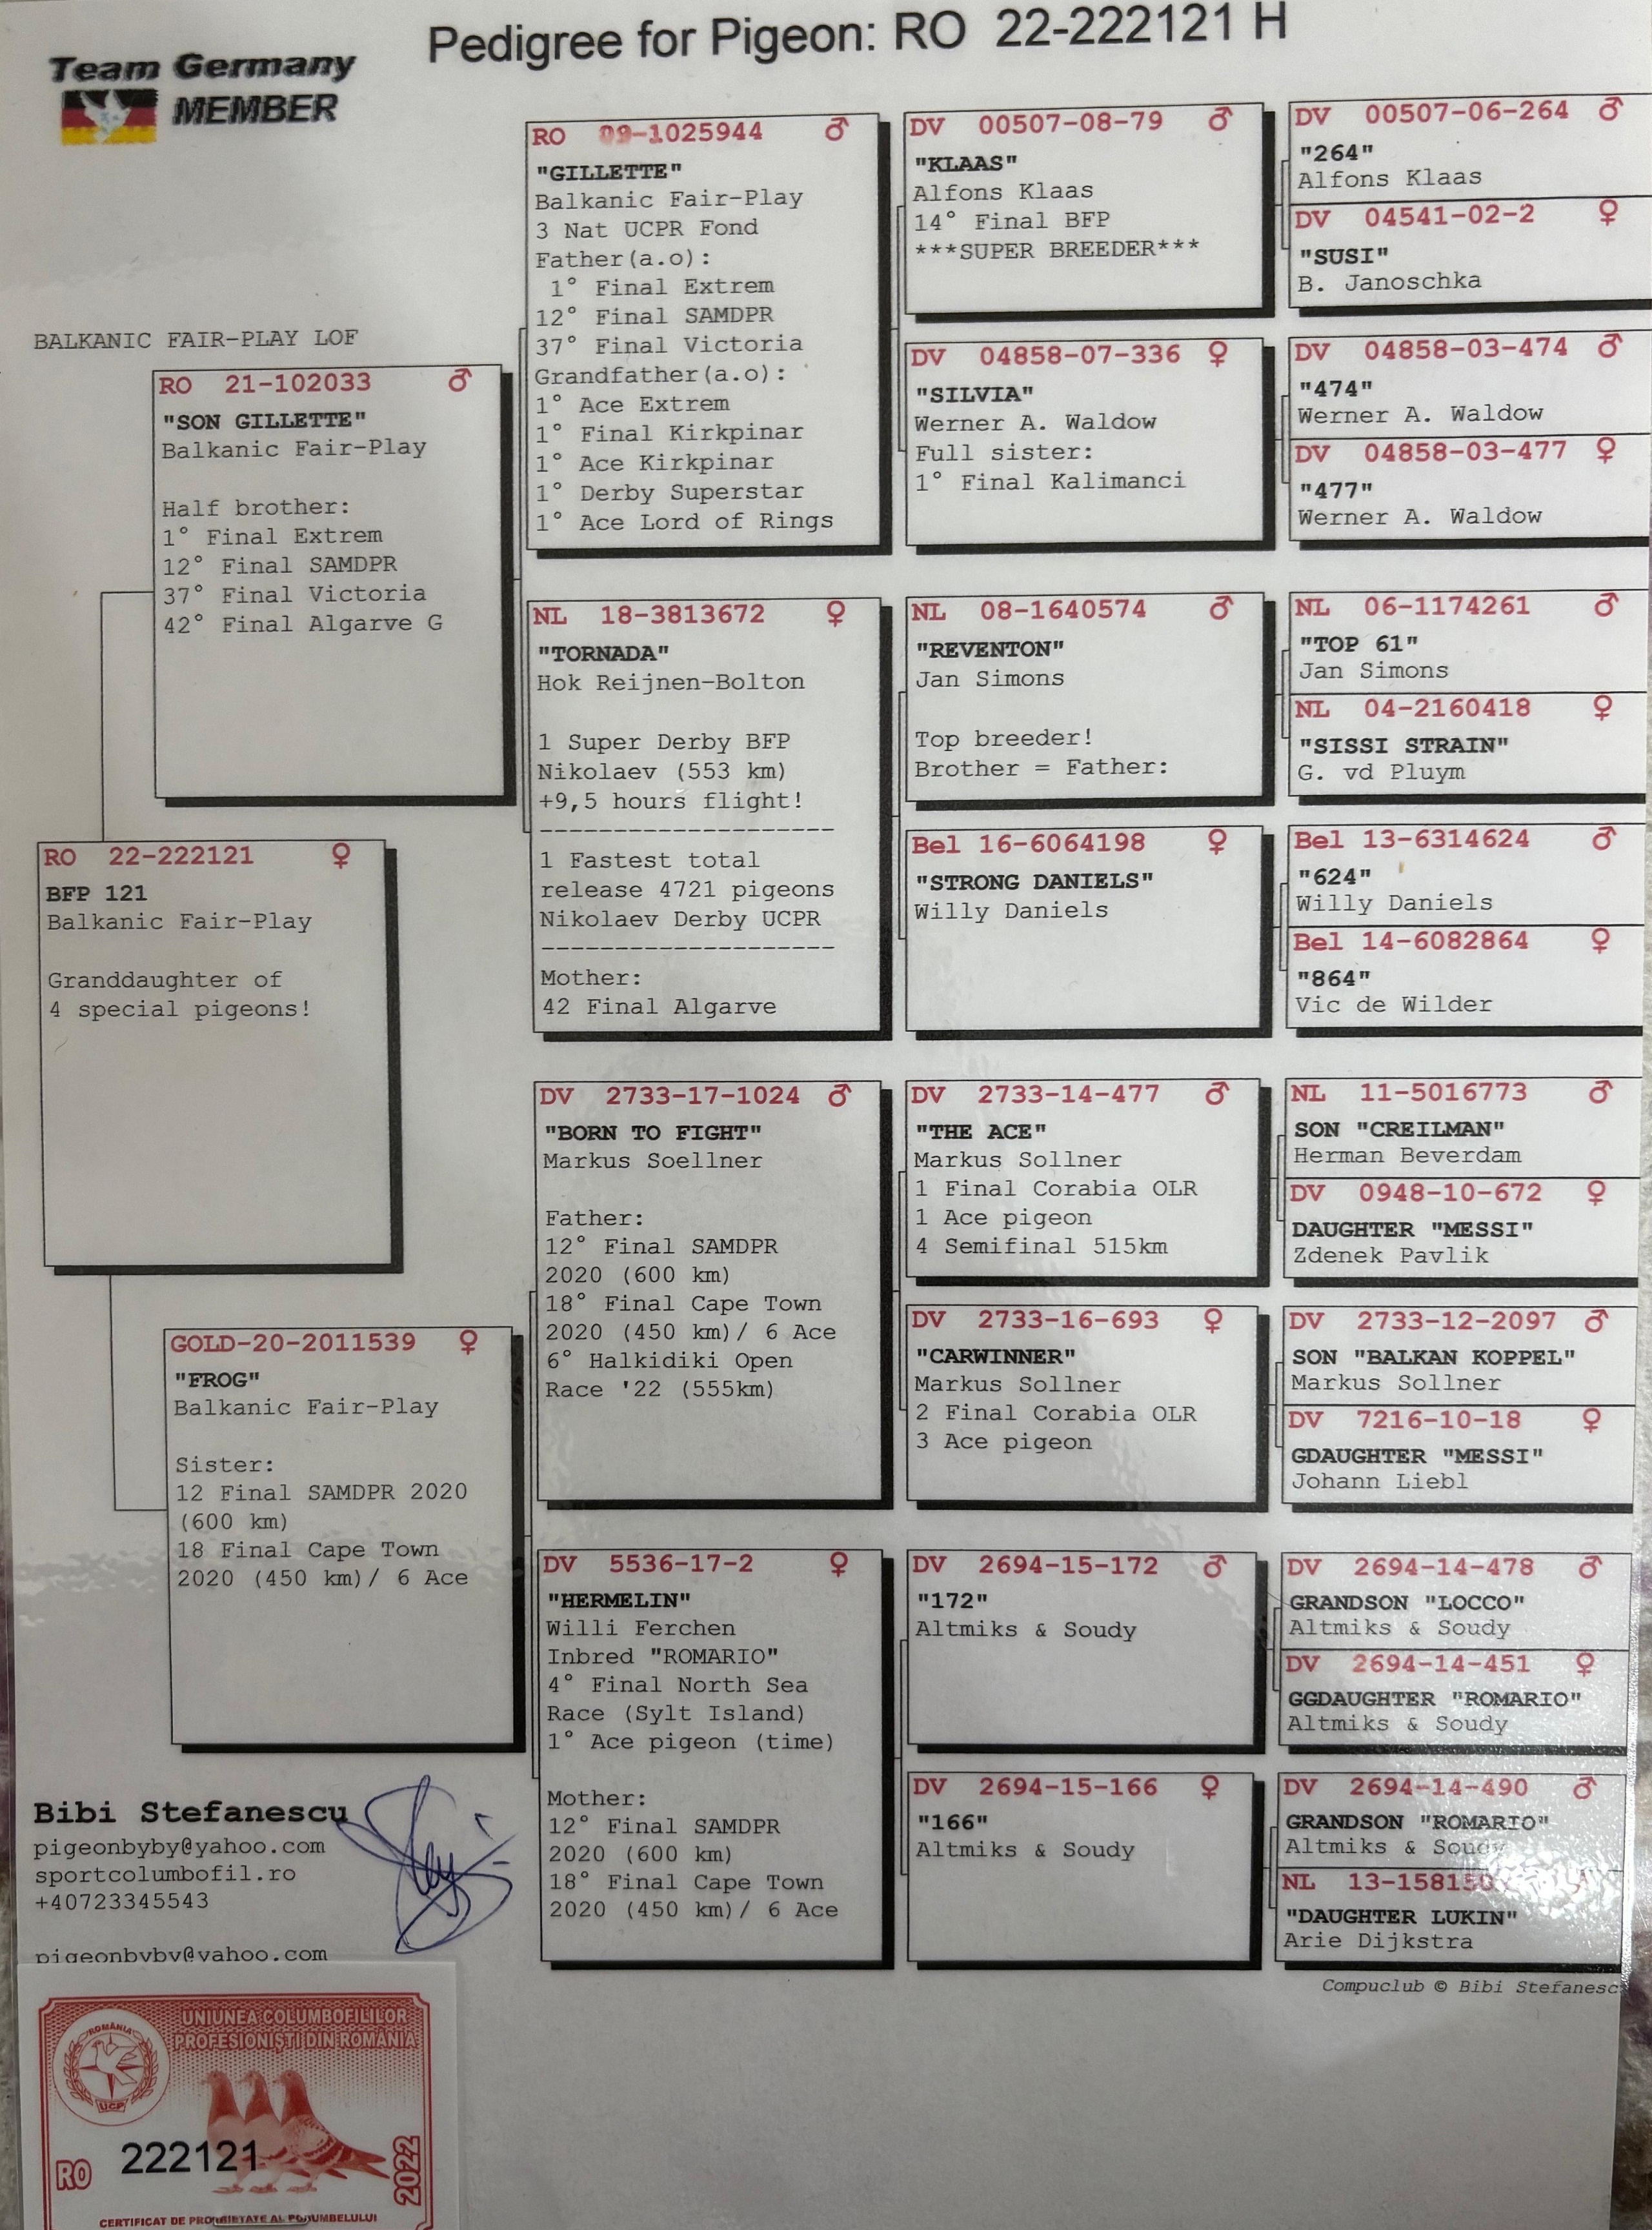 Pedigree for Pigeon: RO 22-222121 H
Team Germany
MEMBER
BALKANIC FAIR-PLAY LOF
RO 21-102033 ♂
"SON GILLETTE"
Balkanic Fair-Play
Half brother:
1° Final Extrem
12° Final SAMDPR
37° Final Victoria
42° Final Algarve G
RO 22-222121 ♀
BFP 121
Balkanic Fair-Play
Granddaughter of
4 special pigeons!
GOLD-20-2011539 ♀
"FROG"
Balkanic Fair-Play
Sister:
12 Final SAMDPR 2020
(600 km)
18 Final Cape Town
2020 (450 km)/ 6 Ace
RO 09-1025944 ♂
"GILLETTE"
Balkanic Fair-Play
3 Nat UCPR Fond
Father(a.o):
1° Final Extrem
12° Final SAMDPR
37° Final Victoria
Grandfather(a.o):
1° Ace Extrem
1° Final Kirkpinar
1° Ace Kirkpinar
1° Derby Superstar
1° Ace Lord of Rings
NL 18-3813672 ♀
"TORNADA"
Hok Reijnen-Bolton
1 Super Derby BFP
Nikolaev (553 km)
+9,5 hours flight!
--------------------
1 Fastest total
release 4721 pigeons
Nikolaev Derby UCPR
--------------------
Mother:
42 Final Algarve
DV 2733-17-1024 ♂
"BORN TO FIGHT"
Markus Soellner
Father:
12° Final SAMDPR
2020 (600 km)
18° Final Cape Town
2020 (450 km)/ 6 Ace
6° Halkidiki Open
Race '22 (555km)
DV 5536-17-2 ♀
"HERMELIN"
Willi Ferchen
Inbred "ROMARIO"
4° Final North Sea
Race (Sylt Island)
1° Ace pigeon (time)
Mother:
12° Final SAMDPR
2020 (600 km)
18° Final Cape Town
2020 (450 km)/ 6 Ace
DV 00507-08-79 ♂
"KLAAS"
Alfons Klaas
14° Final BFP
***SUPER BREEDER***
DV 04858-07-336 ♀
"SILVIA"
Werner A. Waldow
Full sister:
1° Final Kalimanci
NL 08-1640574 ♂
"REVENTON"
Jan Simons
Top breeder!
Brother = Father:
Bel 16-6064198 ♀
"STRONG DANIELS"
Willy Daniels
DV 2733-14-477 ♂
"THE ACE"
Markus Sollner
1 Final Corabia OLR
1 Ace pigeon
4 Semifinal 515km
DV 2733-16-693 ♀
"CARWINNER"
Markus Sollner
2 Final Corabia OLR
3 Ace pigeon
DV 2694-15-172 ♂
"172"
Altmiks & Soudy
DV 2694-15-166 ♀
"166"
Altmiks & Soudy
DV 00507-06-264 ♂
"264"
Alfons Klaas
DV 04541-02-2 ♀
"SUSI"
B. Janoschka
DV 04858-03-474 ♂
"474"
Werner A. Waldow
DV 04858-03-477 ♀
"477"
Werner A. Waldow
NL 06-1174261 ♂
"TOP 61"
Jan Simons
NL 04-2160418 ♀
"SISSI STRAIN"
G. vd Pluym
Bel 13-6314624 ♂
"624"
Willy Daniels
Bel 14-6082864 ♀
"864"
Vic de Wilder
NL 11-5016773 ♂
SON "CREILMAN"
Herman Beverdam
DV 0948-10-672 ♀
DAUGHTER "MESSI"
Zdenek Pavlik
DV 2733-12-2097 ♂
SON "BALKAN KOPPEL"
Markus Sollner
DV 7216-10-18 ♀
GDAUGHTER "MESSI"
Johann Liebl
DV 2694-14-478 ♂
GRANDSON "LOCCO"
Altmiks & Soudy
DV 2694-14-451 ♀
GGDAUGHTER "ROMARIO"
Altmiks & Soudy
DV 2694-14-490 ♂
GRANDSON "ROMARIO"
Altmiks & Soudy
NL
"DAUGHTER LUKIN"
Arie Dijkstra
Compuclub © Bibi Stefanesc
Bibi Stefanescu
pigeonbyby@yahoo.com
sportcolumbofil.ro
+40723345543
pigeonbyby@yahoo.com
UNIUNEA COLUMBOFILILOR
PROFESIONIȘTI DIN ROMÂNIA
ROMÂNIA
UCP
RO 222121
2022
CERTIFICAT DE PROPRIETATE AL PORUMBELULUI